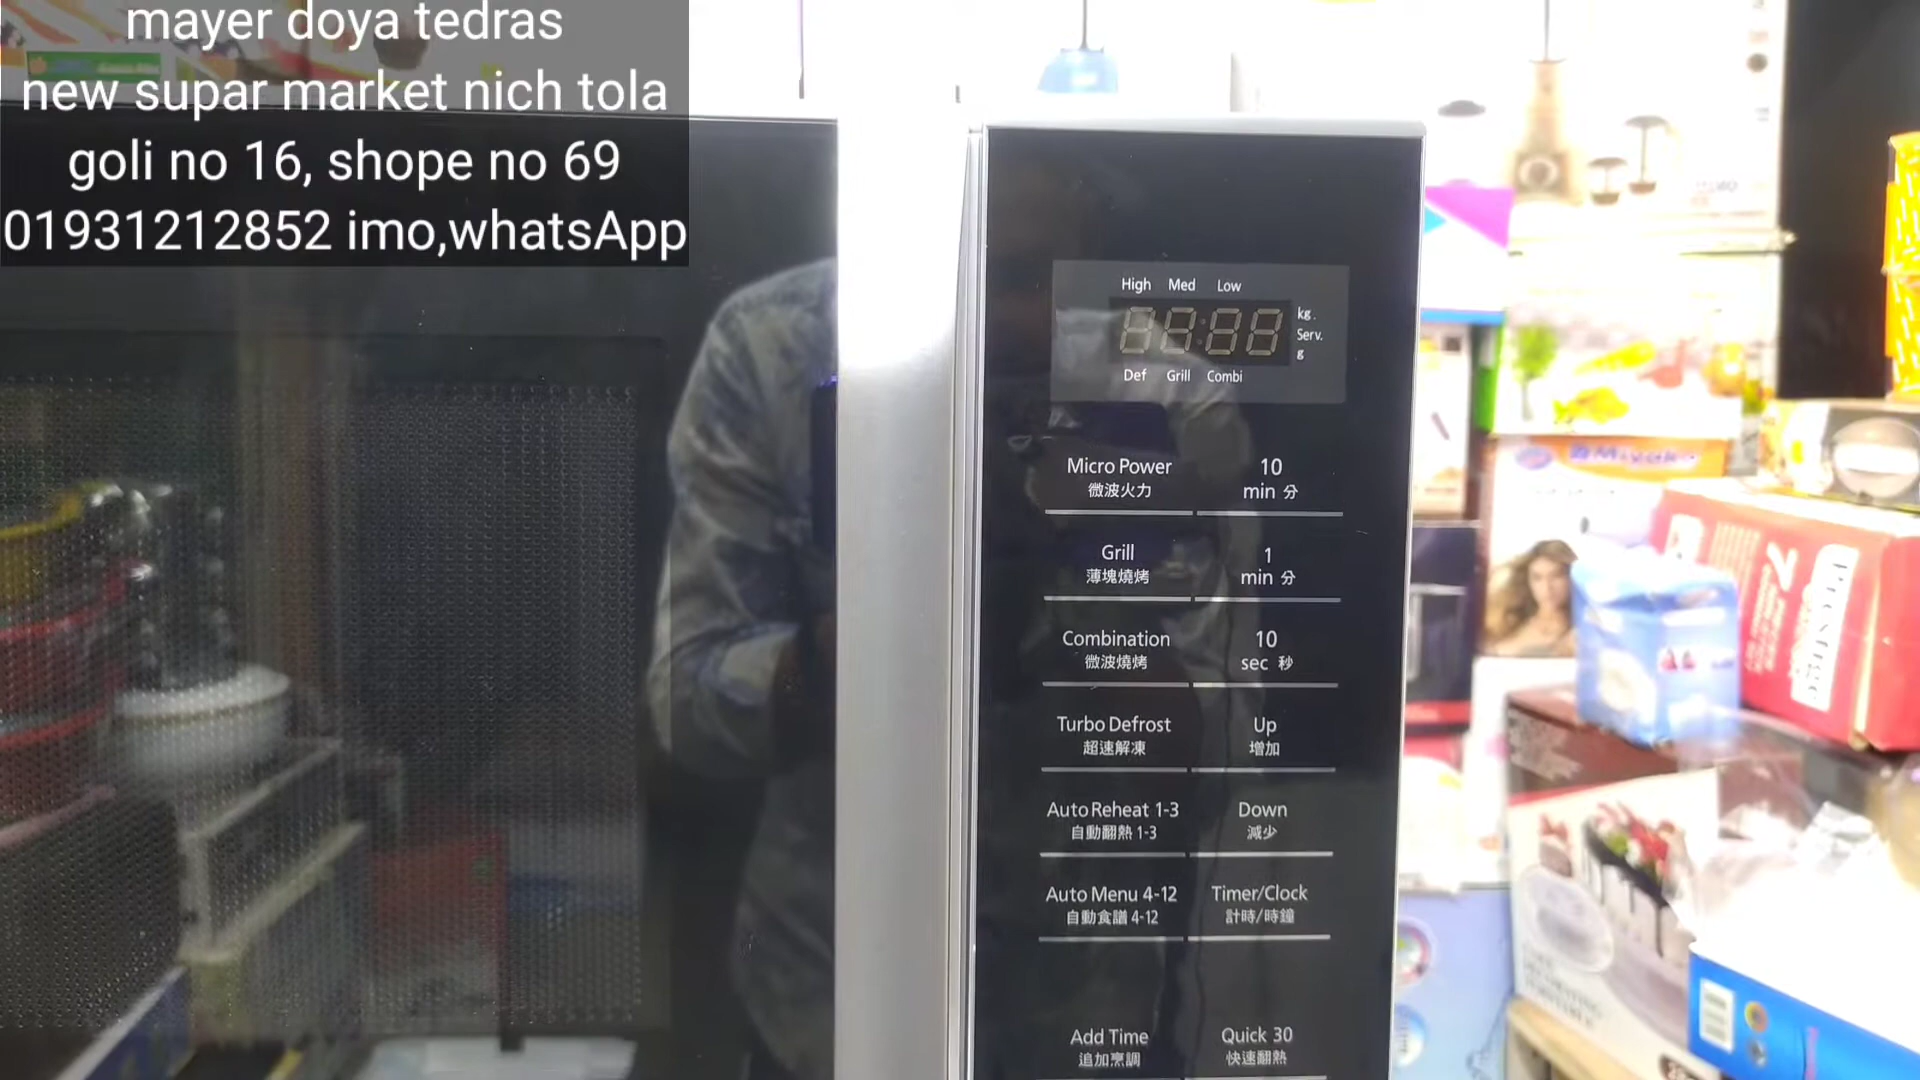 mayer doya tedras
new supar market nich tola
goli no 16, shope no 69
01931212852 imo,whatsApp
High Med Low
88:88
kg.
Serv.
g
Def Grill Combi
Micro Power
微波火力
10
min 分
Grill
薄塊燒烤
1
min 分
Combination
微波燒烤
10
sec 秒
Turbo Defrost
超速解凍
Up
增加
Auto Reheat 1-3
自動翻熱 1-3
Down
減少
Auto Menu 4-12
自動食譜 4-12
Timer/Clock
計時/時鐘
Add Time
追加烹調
Quick 30
快速翻熱
Miyako